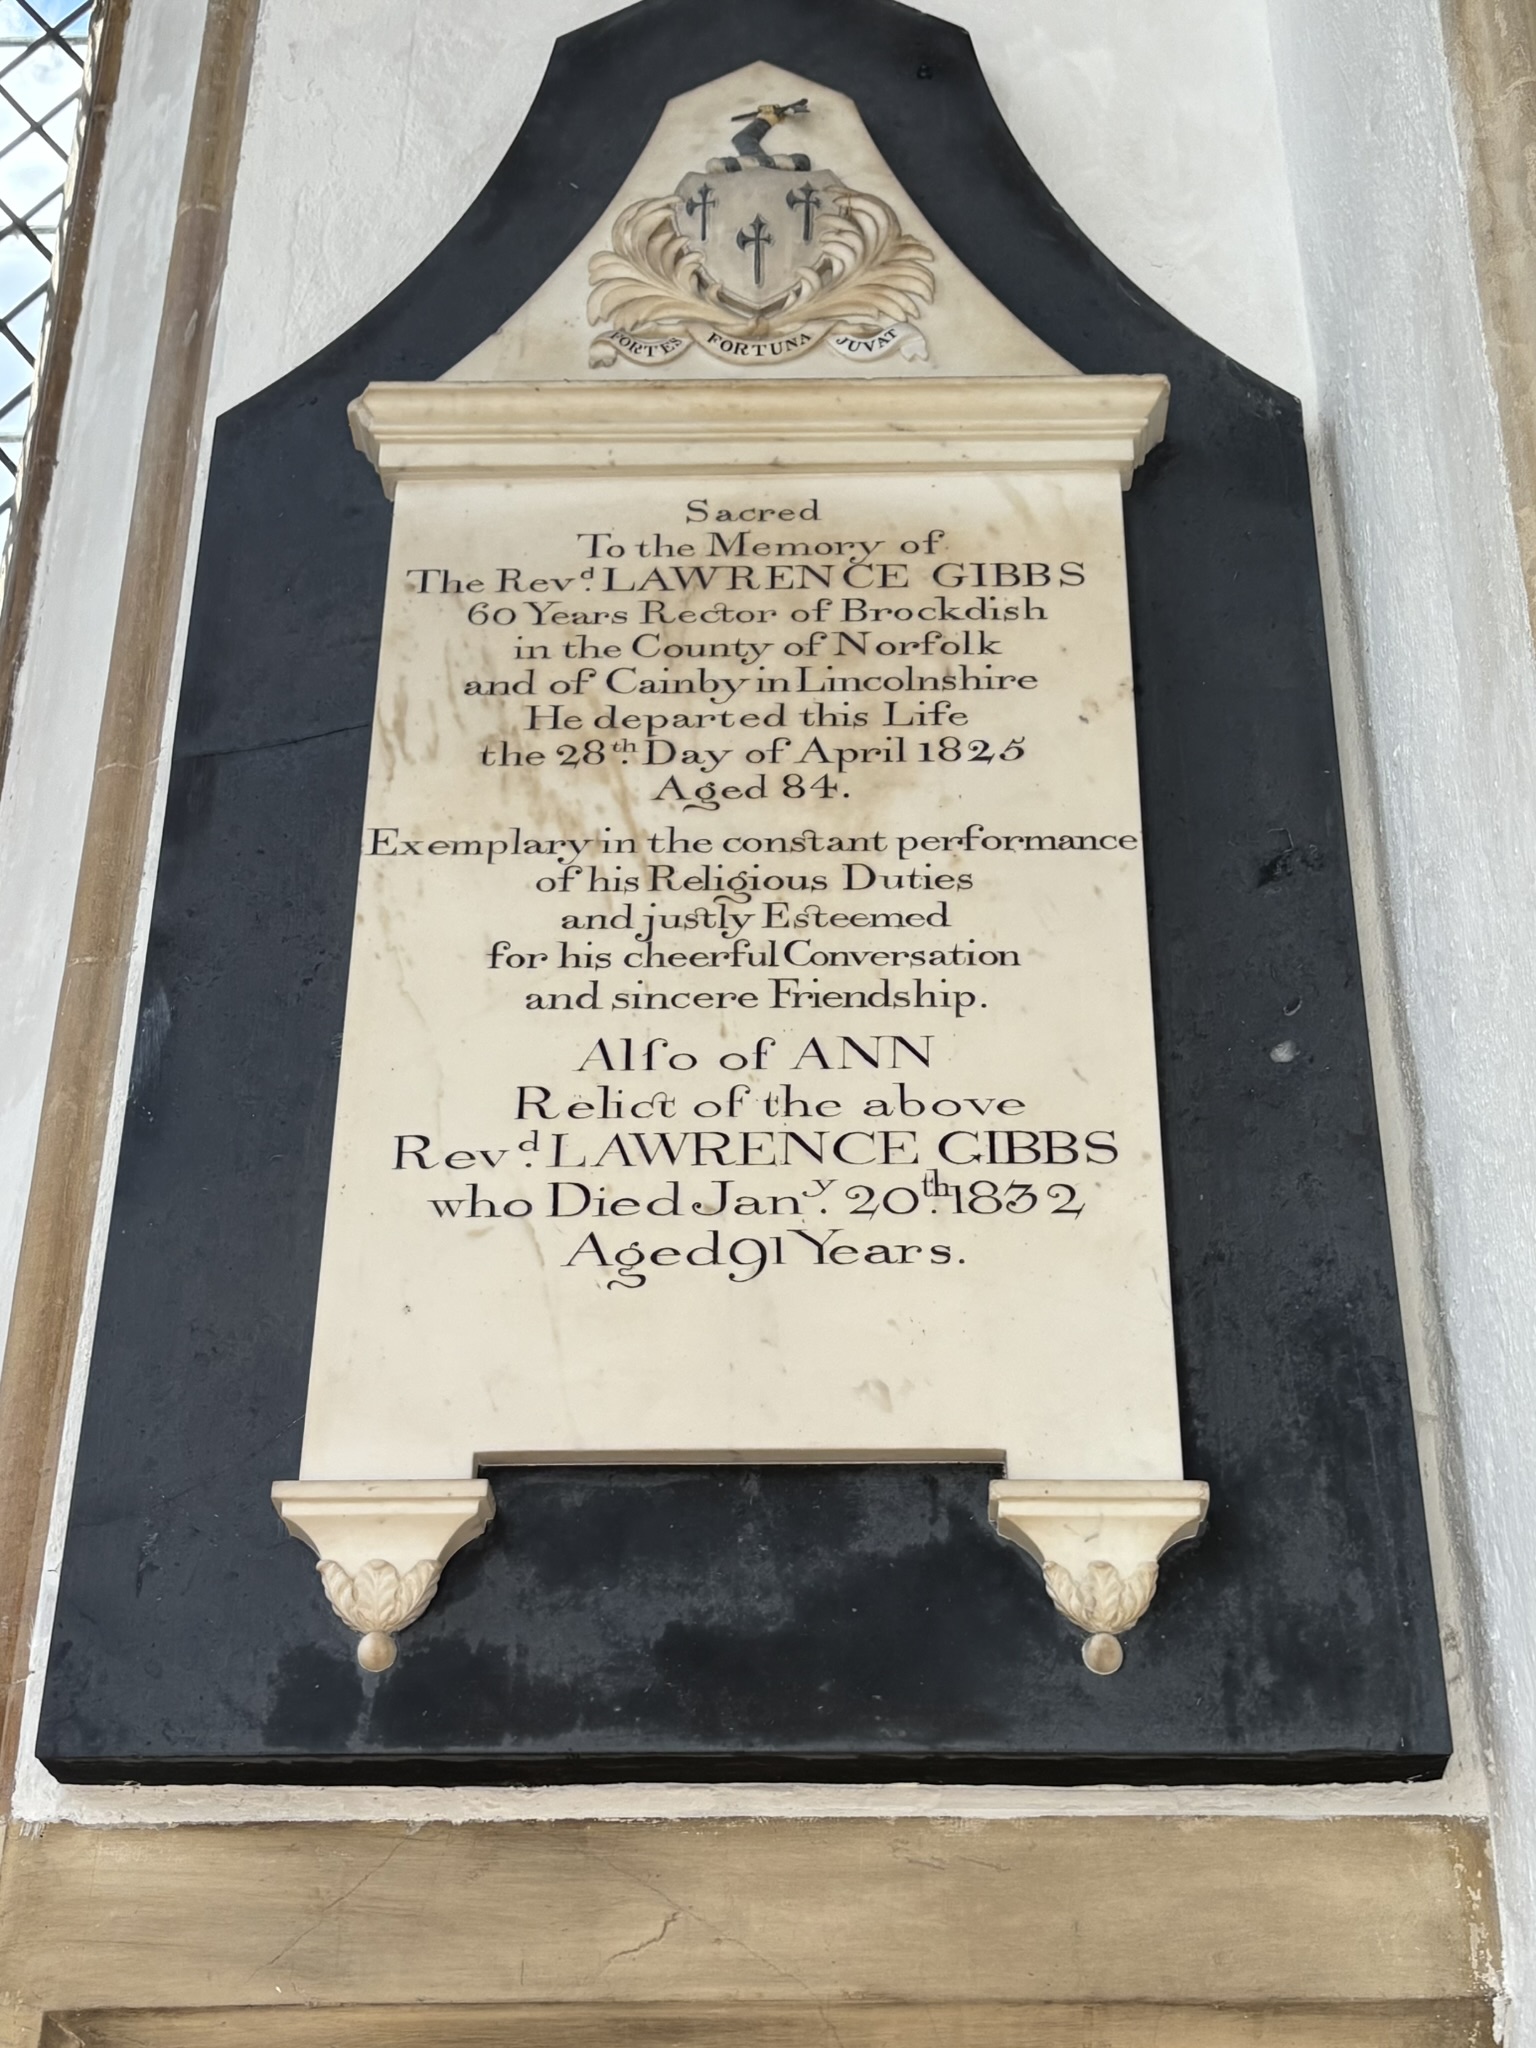 FORTES FORTUNA JUVAT
Sacred
To the Memory of
The Revᵈ. LAWRENCE GIBBS
60 Years Rector of Brockdish
in the County of Norfolk
and of Cainby in Lincolnshire
He departed this Life
the 28ᵗʰ. Day of April 1825
Aged 84.
Exemplary in the constant performance
of his Religious Duties
and justly Esteemed
for his cheerful Conversation
and sincere Friendship.
Alſo of ANN
Relict of the above
Revᵈ. LAWRENCE GIBBS
who Died Janʸ. 20ᵗʰ. 1832
Aged 91 Years.